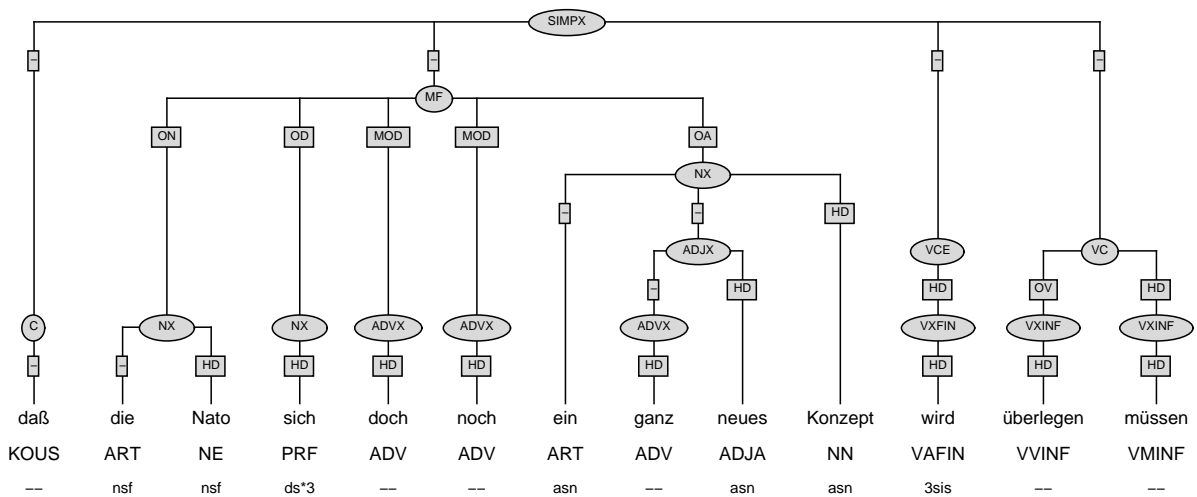 SIMPX
– – – –
MF
ON OD MOD MOD OA
NX
– – HD
ADJX VCE VC
– HD HD OV HD
C NX NX ADVX ADVX ADVX VXFIN VXINF VXINF
– – HD HD HD HD HD HD HD HD
daß die Nato sich doch noch ein ganz neues Konzept wird überlegen müssen
KOUS ART NE PRF ADV ADV ART ADV ADJA NN VAFIN VVINF VMINF
–– nsf nsf ds*3 –– –– asn –– asn asn 3sis –– ––